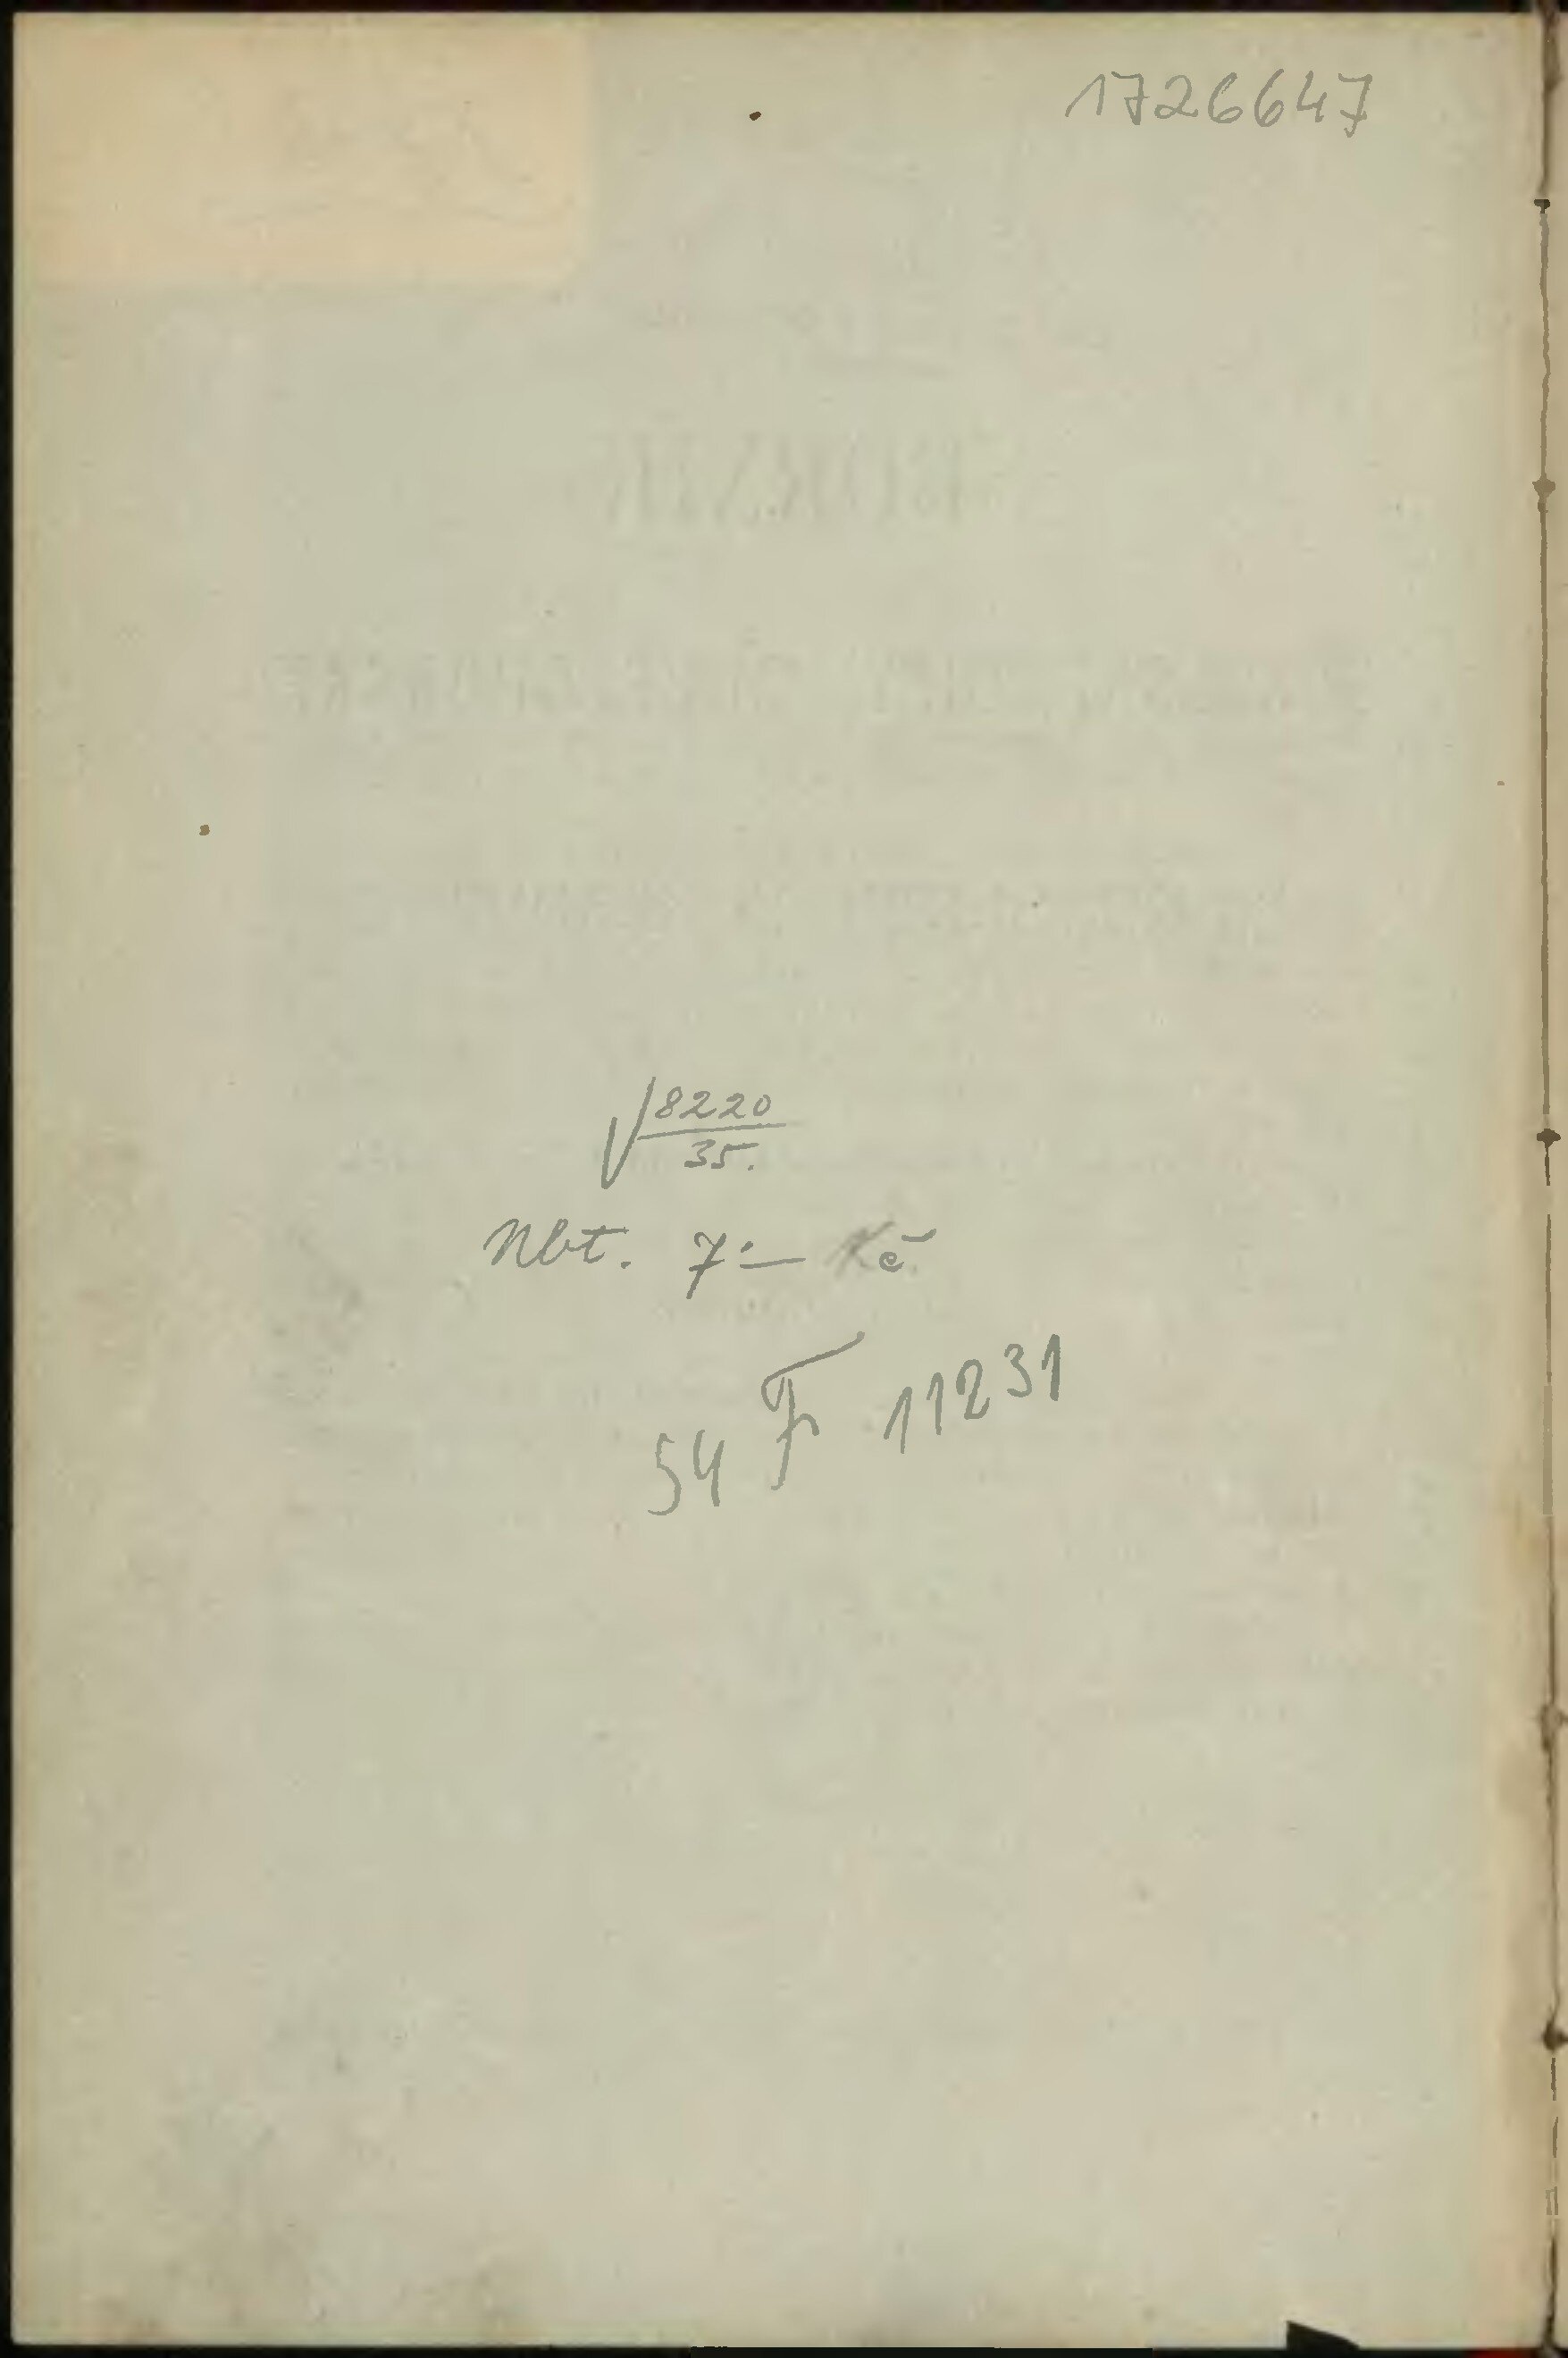 1726647
√8220
35.
Nbt. 7·— Kč
54 F 11231